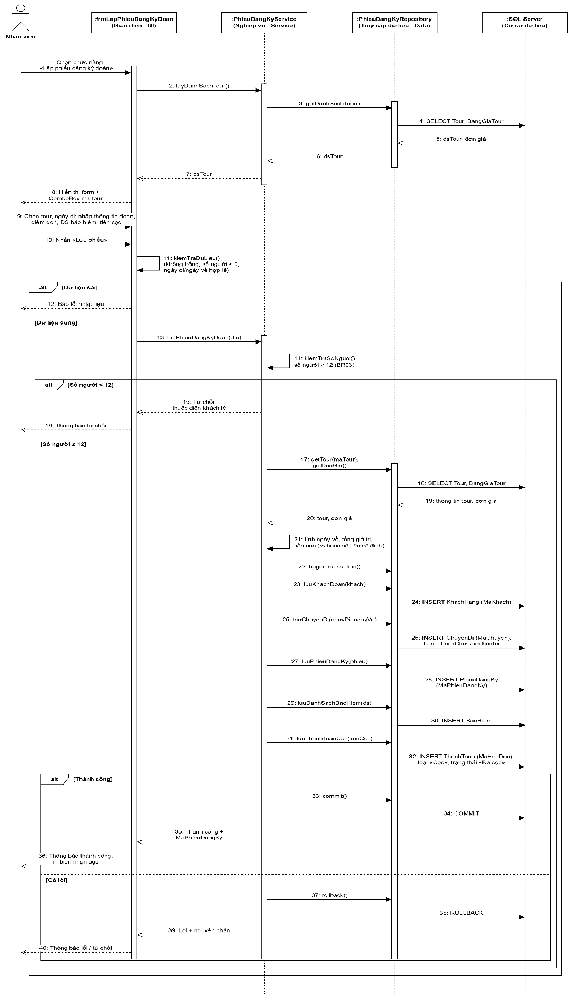 :frmLapPhieuDangKyDoan
(Giao diện - UI)
:PhieuDangKyService
(Nghiệp vụ - Service)
:PhieuDangKyRepository
(Truy cập dữ liệu - Data)
:SQL Server
(Cơ sở dữ liệu)
Nhân viên
1: Chọn chức năng
«Lập phiếu đăng ký đoàn»
2: layDanhSachTour()
3: getDanhSachTour()
4: SELECT Tour, BangGiaTour
5: dsTour, đơn giá
6: dsTour
7: dsTour
8: Hiển thị form +
ComboBox mã tour
9: Chọn tour, ngày đi; nhập thông tin đoàn,
điểm đón, DS bảo hiểm, tiền cọc
10: Nhấn «Lưu phiếu»
11: kiemTraDuLieu()
(không trống, số người > 0,
ngày đi/ngày về hợp lệ)
alt [Dữ liệu sai]
12: Báo lỗi nhập liệu
[Dữ liệu đúng]
13: lapPhieuDangKyDoan(dto)
14: kiemTraSoNguoi()
số người ≥ 12 (BR03)
alt [Số người < 12]
15: Từ chối:
thuộc diện khách lẻ
16: Thông báo từ chối
[Số người ≥ 12]
17: getTour(maTour),
getDonGia()
18: SELECT Tour, BangGiaTour
19: thông tin tour, đơn giá
20: tour, đơn giá
21: tính ngày về, tổng giá trị,
tiền cọc (% hoặc số tiền cố định)
22: beginTransaction()
23: luuKhachDoan(khach)
24: INSERT KhachHang (MaKhach)
25: taoChuyenDi(ngayDi, ngayVe)
26: INSERT ChuyenDi (MaChuyen),
trạng thái «Chờ khởi hành»
27: luuPhieuDangKy(phieu)
28: INSERT PhieuDangKy
(MaPhieuDangKy)
29: luuDanhSachBaoHiem(ds)
30: INSERT BaoHiem
31: luuThanhToanCoc(tienCoc)
32: INSERT ThanhToan (MaHoaDon),
loại «Cọc», trạng thái «Đã cọc»
alt [Thành công]
33: commit()
34: COMMIT
35: Thành công +
MaPhieuDangKy
36: Thông báo thành công,
in biên nhận cọc
[Có lỗi]
37: rollback()
38: ROLLBACK
39: Lỗi + nguyên nhân
40: Thông báo lỗi / từ chối